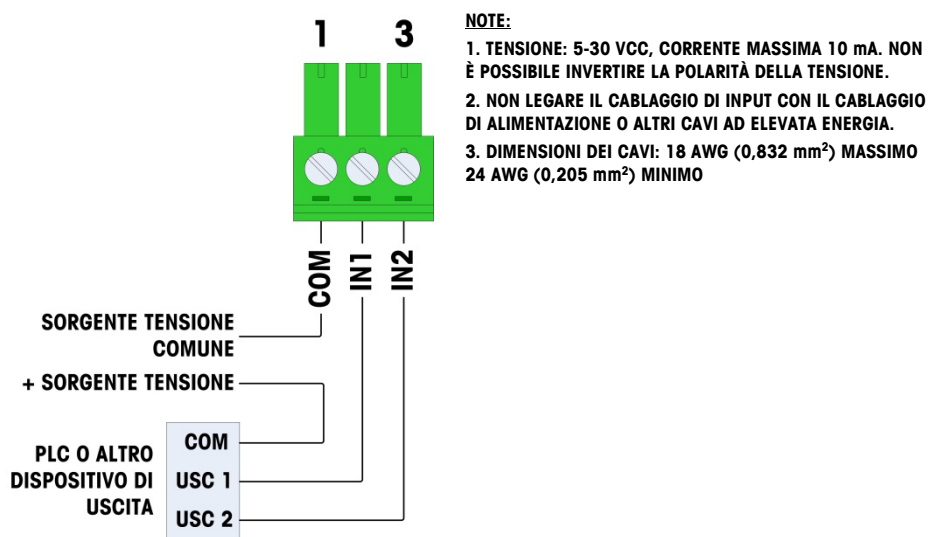 1 3
COM
IN1
IN2
SORGENTE TENSIONE
COMUNE
+ SORGENTE TENSIONE
PLC O ALTRO
DISPOSITIVO DI
USCITA
COM
USC 1
USC 2
NOTE:
1. TENSIONE: 5-30 VCC, CORRENTE MASSIMA 10 mA. NON
È POSSIBILE INVERTIRE LA POLARITÀ DELLA TENSIONE.
2. NON LEGARE IL CABLAGGIO DI INPUT CON IL CABLAGGIO
DI ALIMENTAZIONE O ALTRI CAVI AD ELEVATA ENERGIA.
3. DIMENSIONI DEI CAVI: 18 AWG (0,832 mm²) MASSIMO
24 AWG (0,205 mm²) MINIMO